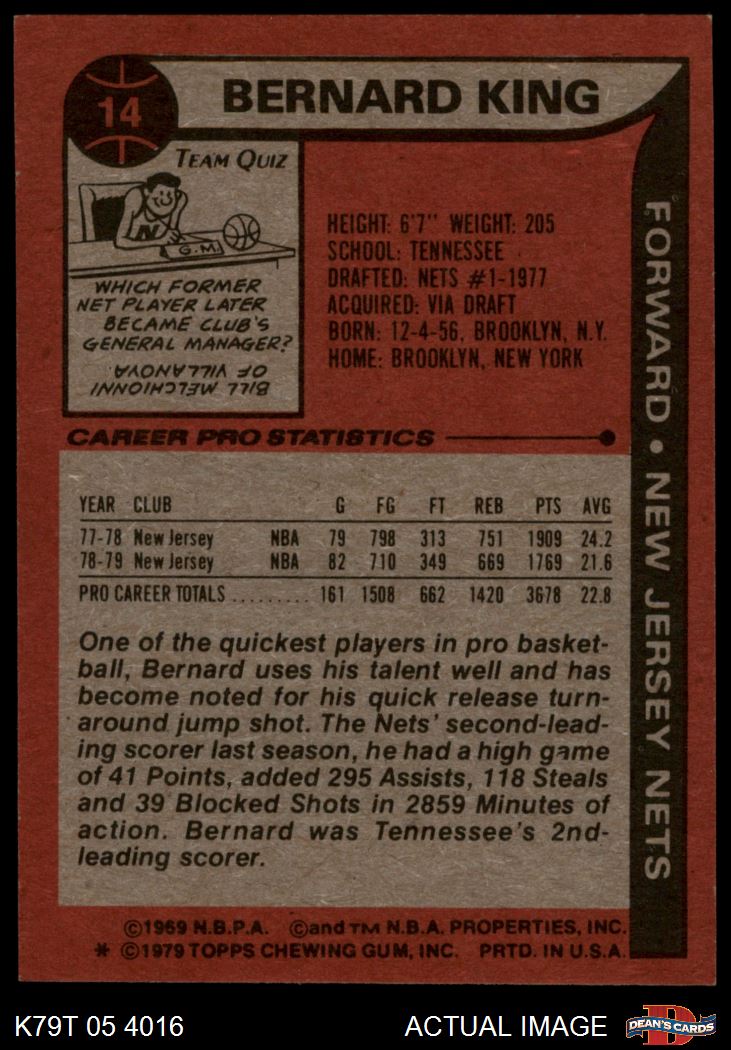 14
BERNARD KING
TEAM QUIZ
G.M.
N
WHICH FORMER
NET PLAYER LATER
BECAME CLUB'S
GENERAL MANAGER?
BILL MELCHIONNI
OF VILLANOVA
HEIGHT: 6'7" WEIGHT: 205
SCHOOL: TENNESSEE
DRAFTED: NETS #1-1977
ACQUIRED: VIA DRAFT
BORN: 12-4-56, BROOKLYN, N.Y.
HOME: BROOKLYN, NEW YORK
FORWARD • NEW JERSEY NETS
CAREER PRO STATISTICS
YEAR CLUB G FG FT REB PTS AVG
77-78 New Jersey NBA 79 798 313 751 1909 24.2
78-79 New Jersey NBA 82 710 349 669 1769 21.6
PRO CAREER TOTALS ......... 161 1508 662 1420 3678 22.8
One of the quickest players in pro basket-
ball, Bernard uses his talent well and has
become noted for his quick release turn-
around jump shot. The Nets' second-lead-
ing scorer last season, he had a high game
of 41 Points, added 295 Assists, 118 Steals
and 39 Blocked Shots in 2859 Minutes of
action. Bernard was Tennessee's 2nd-
leading scorer.
©1969 N.B.P.A. ©and TM N.B.A. PROPERTIES, INC.
* ©1979 TOPPS CHEWING GUM, INC. PRTD. IN U.S.A.
K79T 05 4016
ACTUAL IMAGE
D
DEAN'S CARDS